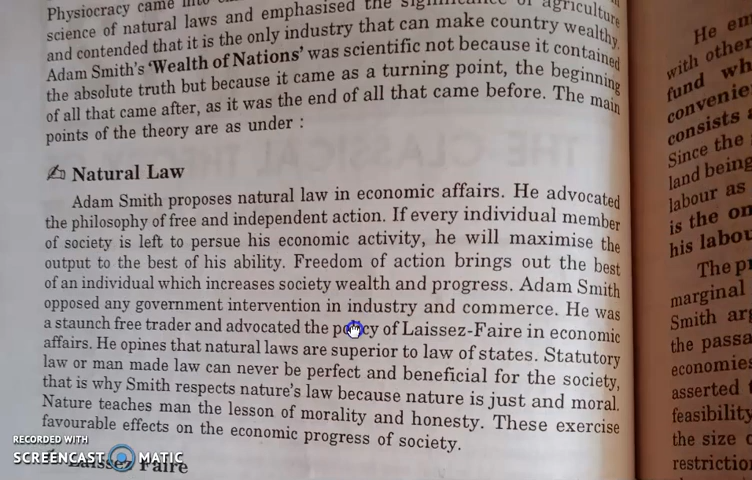 Physiocracy came into
science of natural laws and emphasised the significance of agriculture
and contended that it is the only industry that can make country wealthy.
Adam Smith's 'Wealth of Nations' was scientific not because it contained
the absolute truth but because it came as a turning point, the beginning
of all that came after, as it was the end of all that came before. The main
points of the theory are as under :
Natural Law
Adam Smith proposes natural law in economic affairs. He advocated
the philosophy of free and independent action. If every individual member
of society is left to persue his economic activity, he will maximise the
output to the best of his ability. Freedom of action brings out the best
of an individual which increases society wealth and progress. Adam Smith
opposed any government intervention in industry and commerce. He was
a staunch free trader and advocated the policy of Laissez-Faire in economic
affairs. He opines that natural laws are superior to law of states. Statutory
law or man made law can never be perfect and beneficial for the society,
that is why Smith respects nature's law because nature is just and moral.
Nature teaches man the lesson of morality and honesty. These exercise
favourable effects on the economic progress of society.
Laissez Faire
He em
with other
fund wh
convenie
consists a
Since the
land being
labour as
is the on
his labou
The pr
marginal
Smith arg
the passa
economies
asserted t
feasibility
the size o
restriction
RECORDED WITH
SCREENCAST MATIC